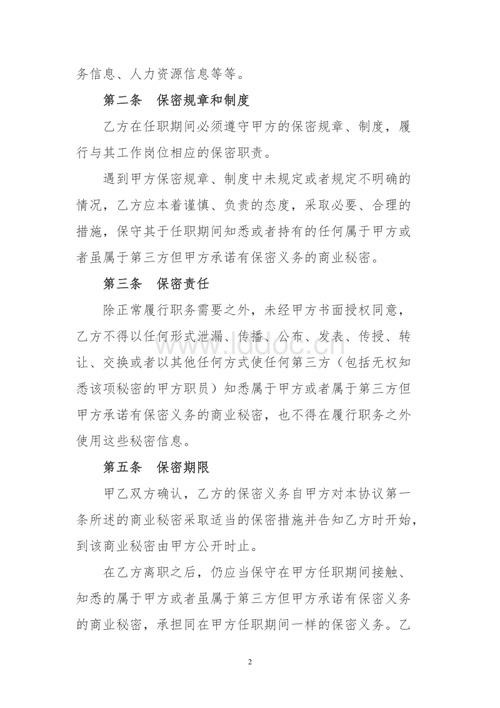 务信息、人力资源信息等等。
第二条　保密规章和制度
乙方在任职期间必须遵守甲方的保密规章、制度，履
行与其工作岗位相应的保密职责。
遇到甲方保密规章、制度中未规定或者规定不明确的
情况，乙方应本着谨慎、负责的态度，采取必要、合理的
措施，保守其于任职期间知悉或者持有的任何属于甲方或
者虽属于第三方但甲方承诺有保密义务的商业秘密。
第三条　保密责任
除正常履行职务需要之外，未经甲方书面授权同意，
乙方不得以任何形式泄漏、传播、公布、发表、传授、转
让、交换或者以其他任何方式使任何第三方（包括无权知
悉该项秘密的甲方职员）知悉属于甲方或者属于第三方但
甲方承诺有保密义务的商业秘密，也不得在履行职务之外
使用这些秘密信息。
第五条　保密期限
甲乙双方确认，乙方的保密义务自甲方对本协议第一
条所述的商业秘密采取适当的保密措施并告知乙方时开始，
到该商业秘密由甲方公开时止。
在乙方离职之后，仍应当保守在甲方任职期间接触、
知悉的属于甲方或者虽属于第三方但甲方承诺有保密义务
的商业秘密，承担同在甲方任职期间一样的保密义务。乙
2
www.lddoc.cn